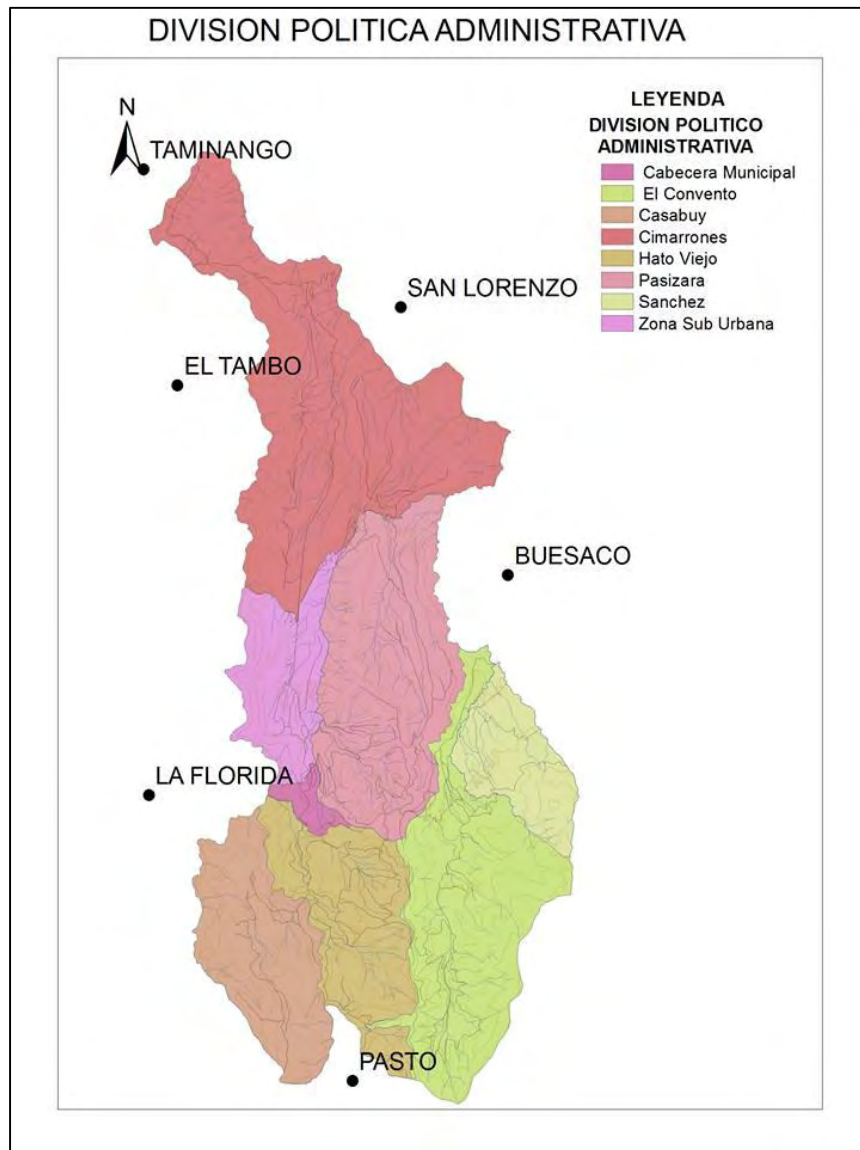 DIVISION POLITICA ADMINISTRATIVA
N
TAMINANGO
SAN LORENZO
EL TAMBO
BUESACO
LA FLORIDA
PASTO
LEYENDA
DIVISION POLITICO
ADMINISTRATIVA
Cabecera Municipal
El Convento
Casabuy
Cimarrones
Hato Viejo
Pasizara
Sanchez
Zona Sub Urbana